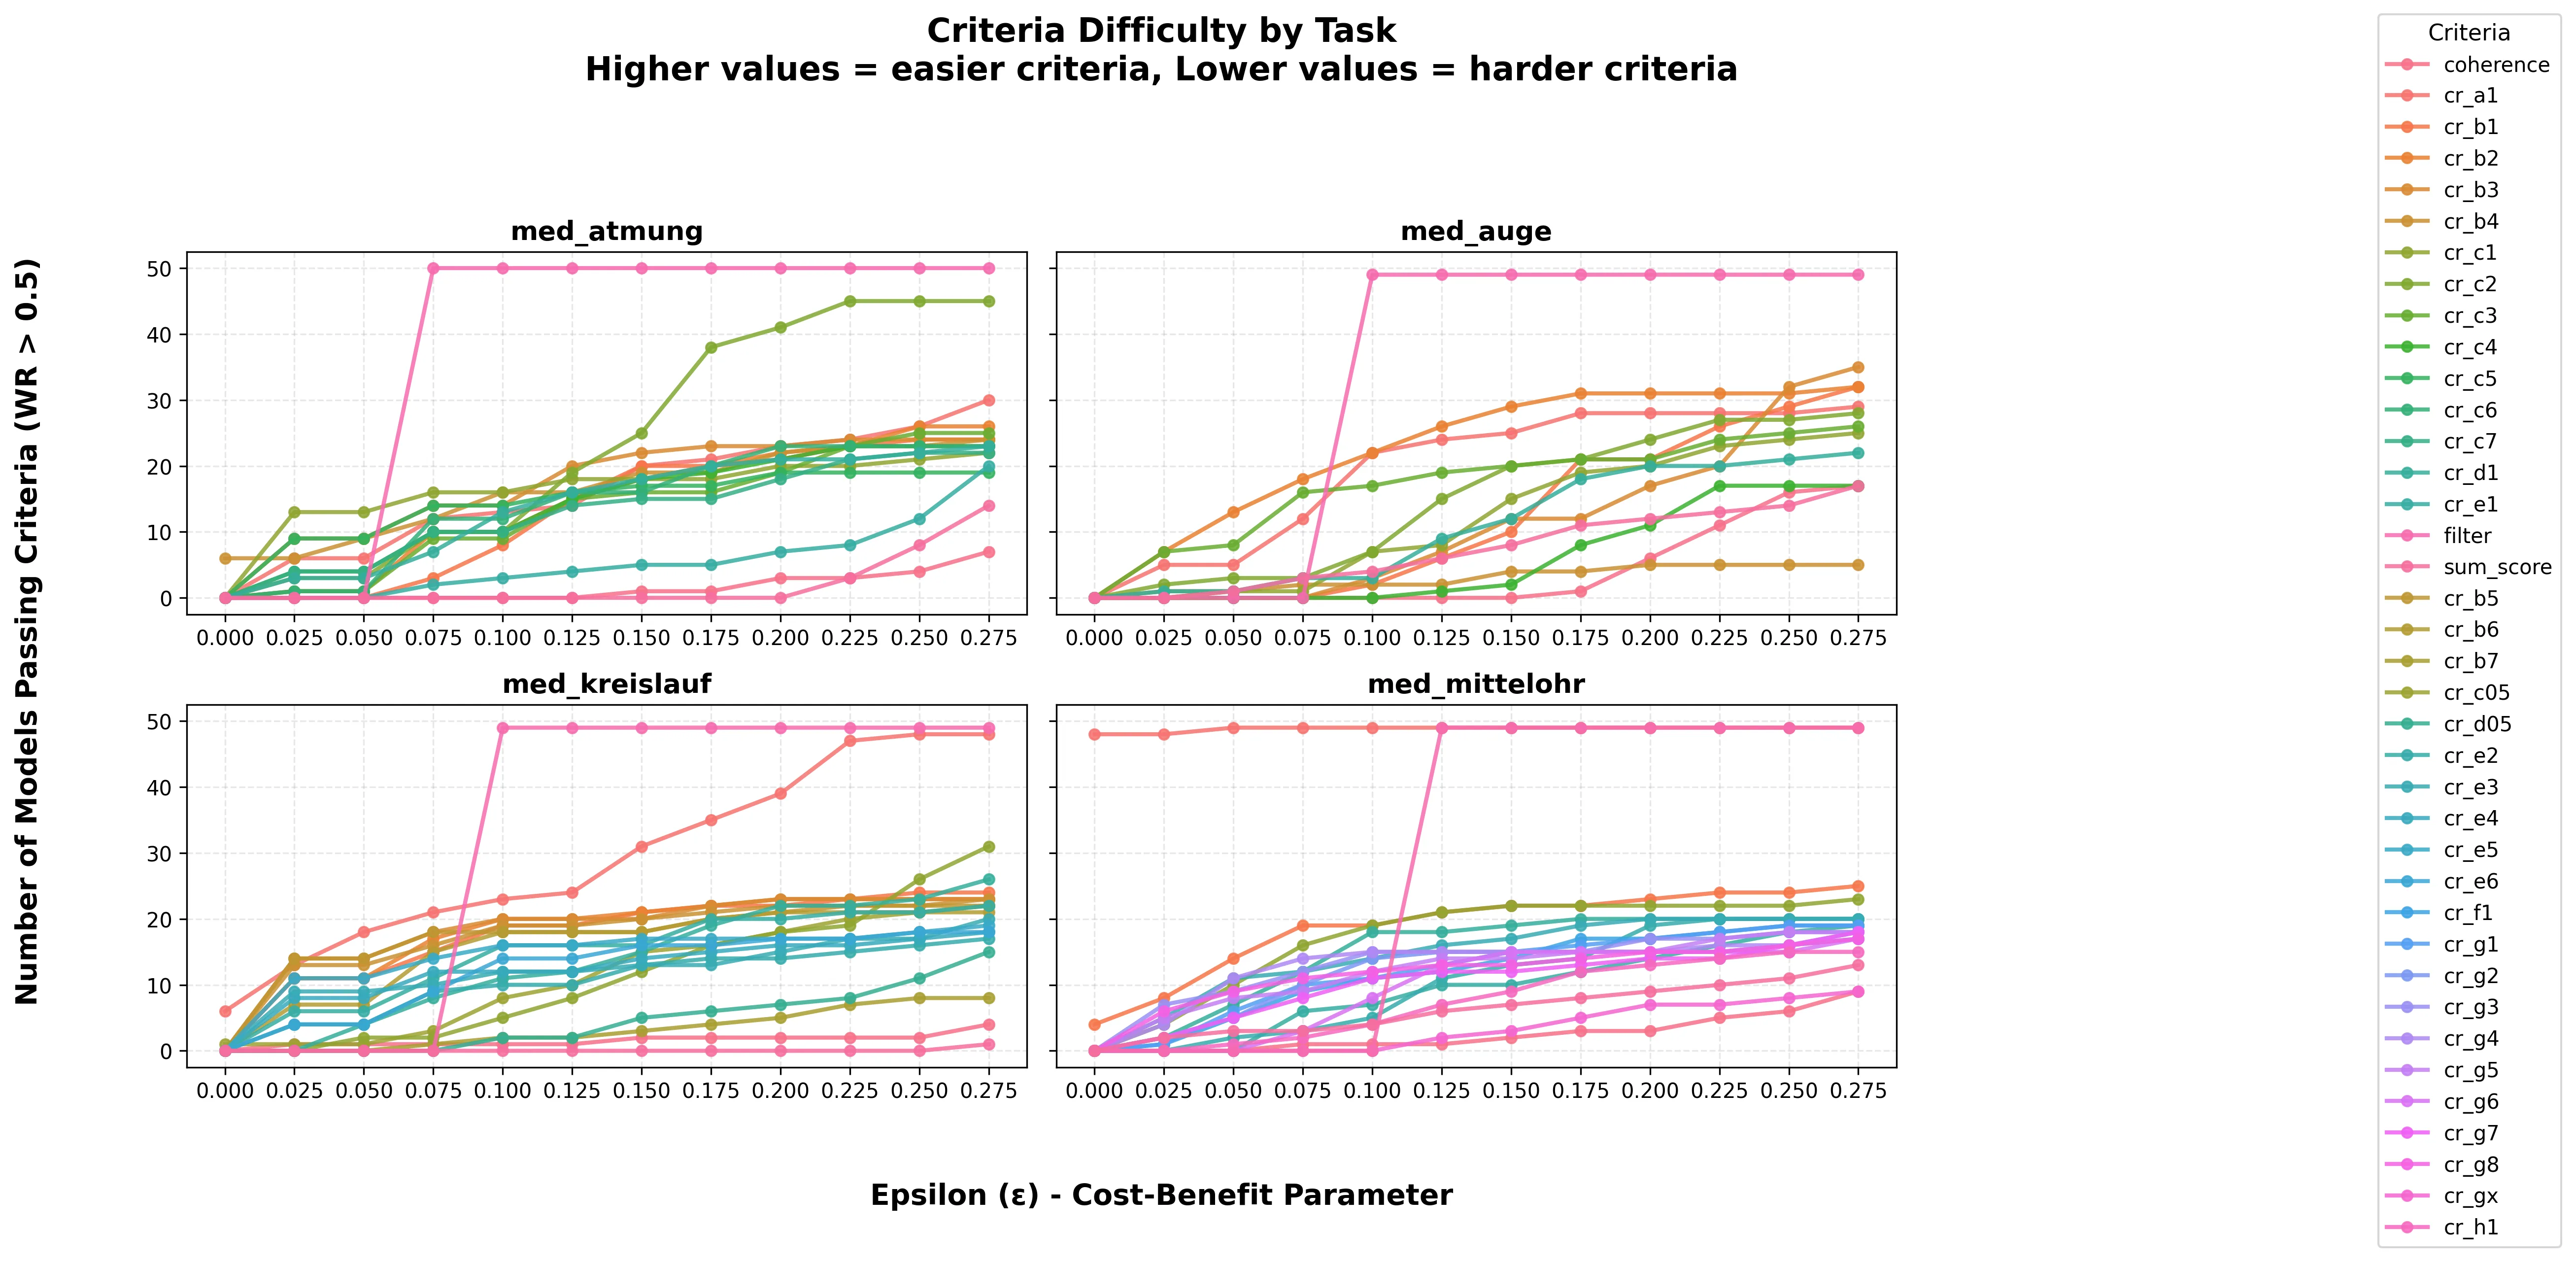 Criteria Difficulty by Task
Higher values = easier criteria, Lower values = harder criteria
Number of Models Passing Criteria (WR > 0.5)
med_atmung
50
40
30
20
10
0
0.000 0.025 0.050 0.075 0.100 0.125 0.150 0.175 0.200 0.225 0.250 0.275
med_auge
0.000 0.025 0.050 0.075 0.100 0.125 0.150 0.175 0.200 0.225 0.250 0.275
med_kreislauf
50
40
30
20
10
0
0.000 0.025 0.050 0.075 0.100 0.125 0.150 0.175 0.200 0.225 0.250 0.275
med_mittelohr
0.000 0.025 0.050 0.075 0.100 0.125 0.150 0.175 0.200 0.225 0.250 0.275
Epsilon (ε) - Cost-Benefit Parameter
Criteria
coherence
cr_a1
cr_b1
cr_b2
cr_b3
cr_b4
cr_c1
cr_c2
cr_c3
cr_c4
cr_c5
cr_c6
cr_c7
cr_d1
cr_e1
filter
sum_score
cr_b5
cr_b6
cr_b7
cr_c05
cr_d05
cr_e2
cr_e3
cr_e4
cr_e5
cr_e6
cr_f1
cr_g1
cr_g2
cr_g3
cr_g4
cr_g5
cr_g6
cr_g7
cr_g8
cr_gx
cr_h1